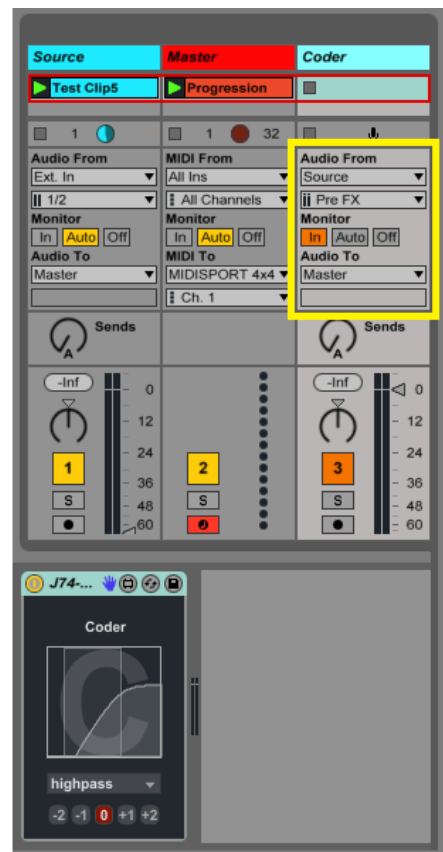 Source Master Coder
Test Clip5 Progression
1 1 32
Audio From MIDI From Audio From
Ext. In All Ins Source
1/2 All Channels Pre FX
Monitor Monitor Monitor
In Auto Off In Auto Off In Auto Off
Audio To MIDI To Audio To
Master MIDISPORT 4x4 Master
Ch. 1
Sends Sends
A A
-Inf -Inf
0 0
12 12
24 24
1 2 3
36 36
S S S
48 48
60 60
J74-...
Coder
C
highpass
-2 -1 0 +1 +2